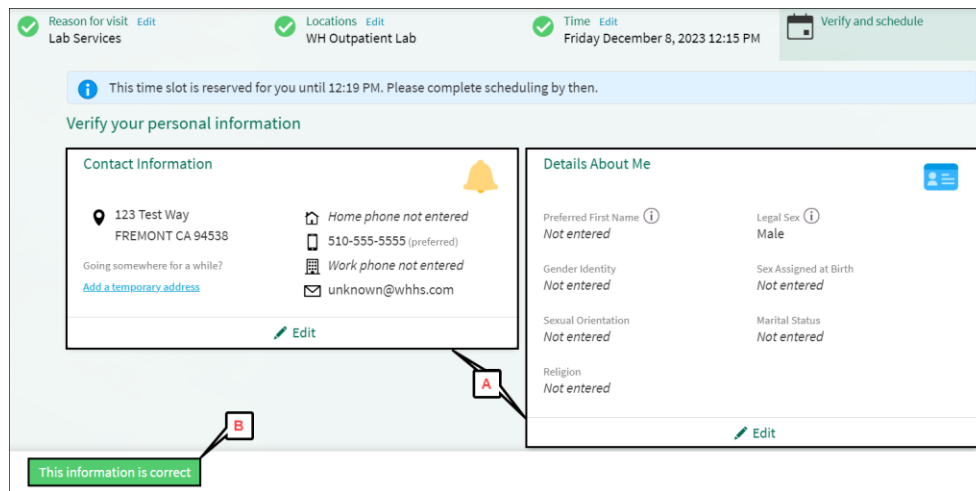 Reason for visit Edit
Lab Services
Locations Edit
WH Outpatient Lab
Time Edit
Friday December 8, 2023 12:15 PM
Verify and schedule
This time slot is reserved for you until 12:19 PM. Please complete scheduling by then.
Verify your personal information
Contact Information
123 Test Way
FREMONT CA 94538
Going somewhere for a while?
Add a temporary address
Home phone not entered
510-555-5555 (preferred)
Work phone not entered
unknown@whhs.com
Edit
Details About Me
Preferred First Name
Not entered
Legal Sex
Male
Gender Identity
Not entered
Sex Assigned at Birth
Not entered
Sexual Orientation
Not entered
Marital Status
Not entered
Religion
Not entered
Edit
A
B
This information is correct